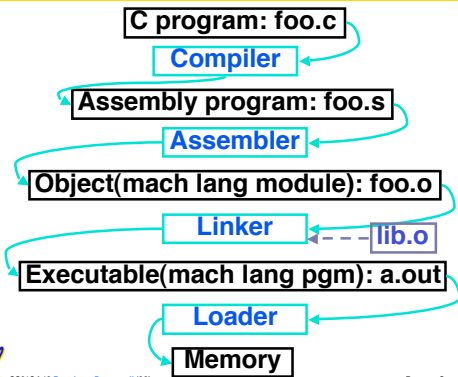 C program: foo.c
Compiler
Assembly program: foo.s
Assembler
Object(mach lang module): foo.o
Linker
lib.o
Executable(mach lang pgm): a.out
Loader
Memory